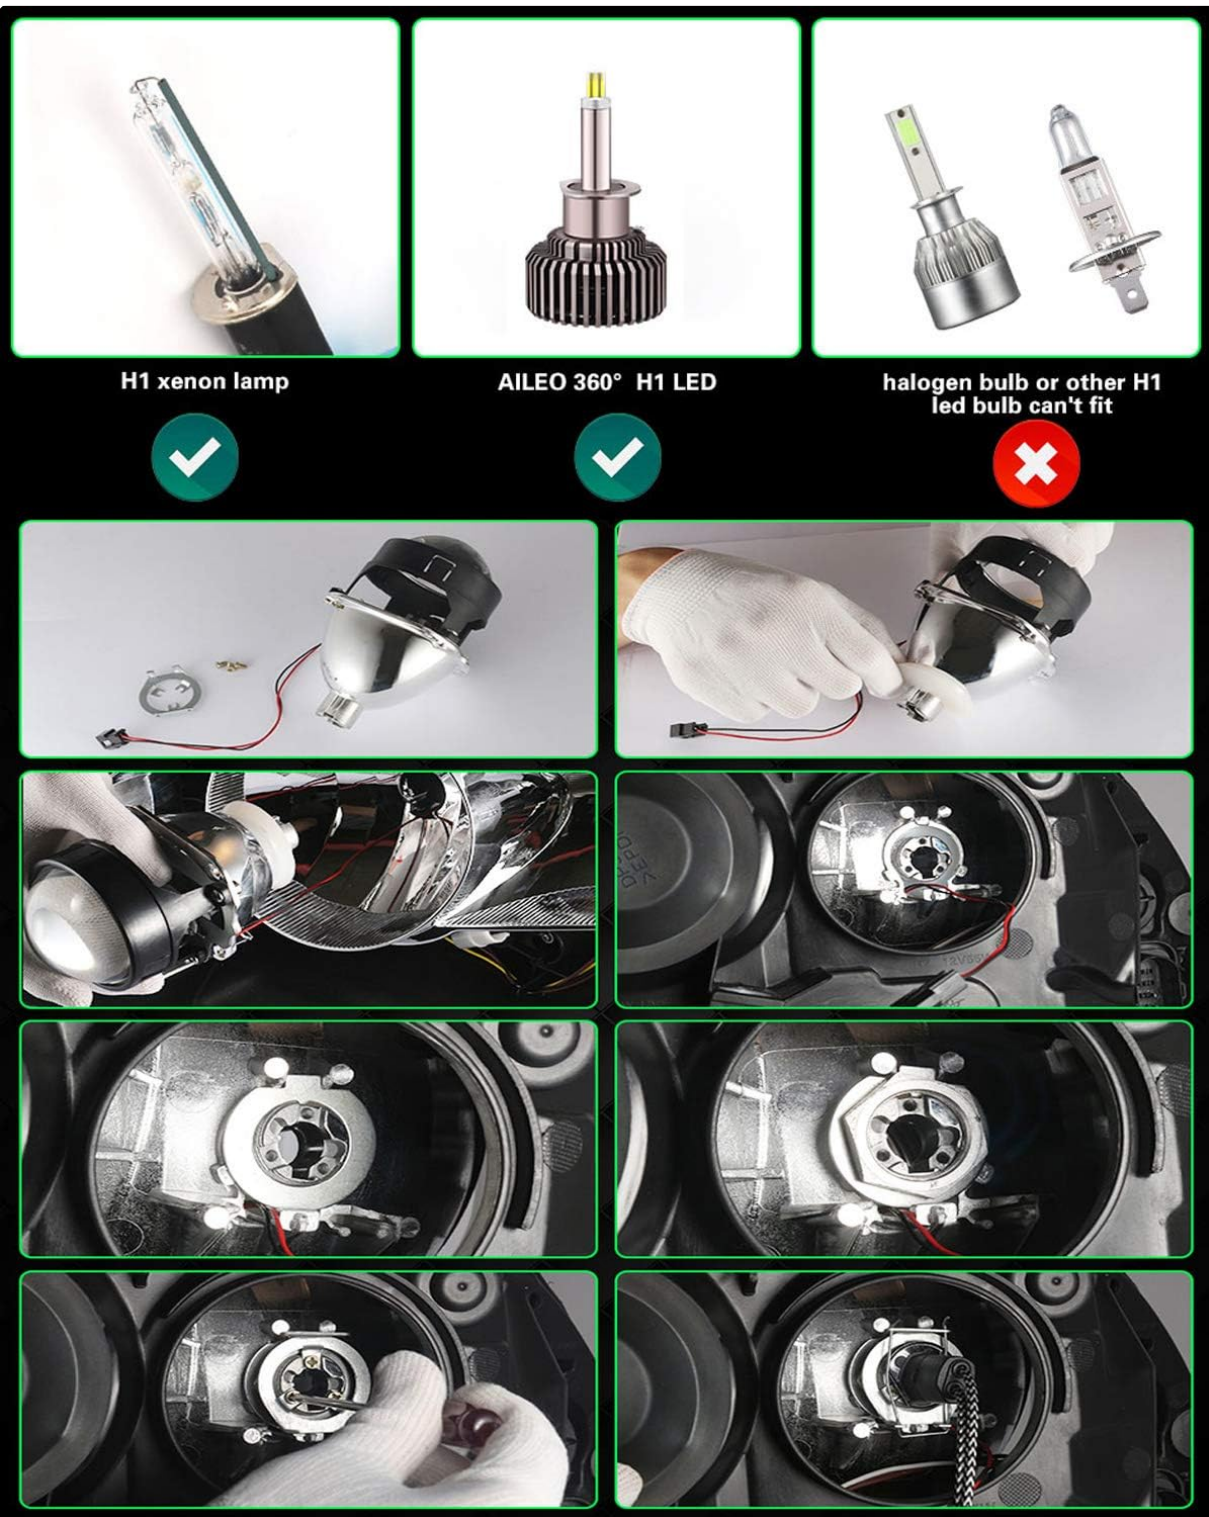 H1 xenon lamp
AILEO 360° H1 LED
halogen bulb or other H1
led bulb can't fit